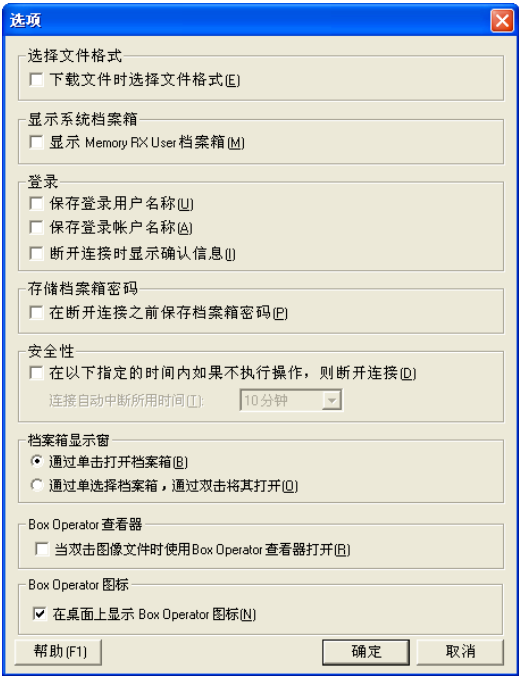 选项
选择文件格式
下载文件时选择文件格式(E)
显示系统档案箱
显示 Memory RX User 档案箱(M)
登录
保存登录用户名称(U)
保存登录帐户名称(A)
断开连接时显示确认信息(I)
存储档案箱密码
在断开连接之前保存档案箱密码(P)
安全性
在以下指定的时间内如果不执行操作，则断开连接(D)
连接自动中断所用时间(T):
10分钟
档案箱显示窗
通过单击打开档案箱(B)
通过单选择档案箱，通过双击将其打开(O)
Box Operator 查看器
当双击图像文件时使用Box Operator 查看器打开(R)
Box Operator 图标
在桌面上显示 Box Operator 图标(N)
帮助(F1)
确定
取消